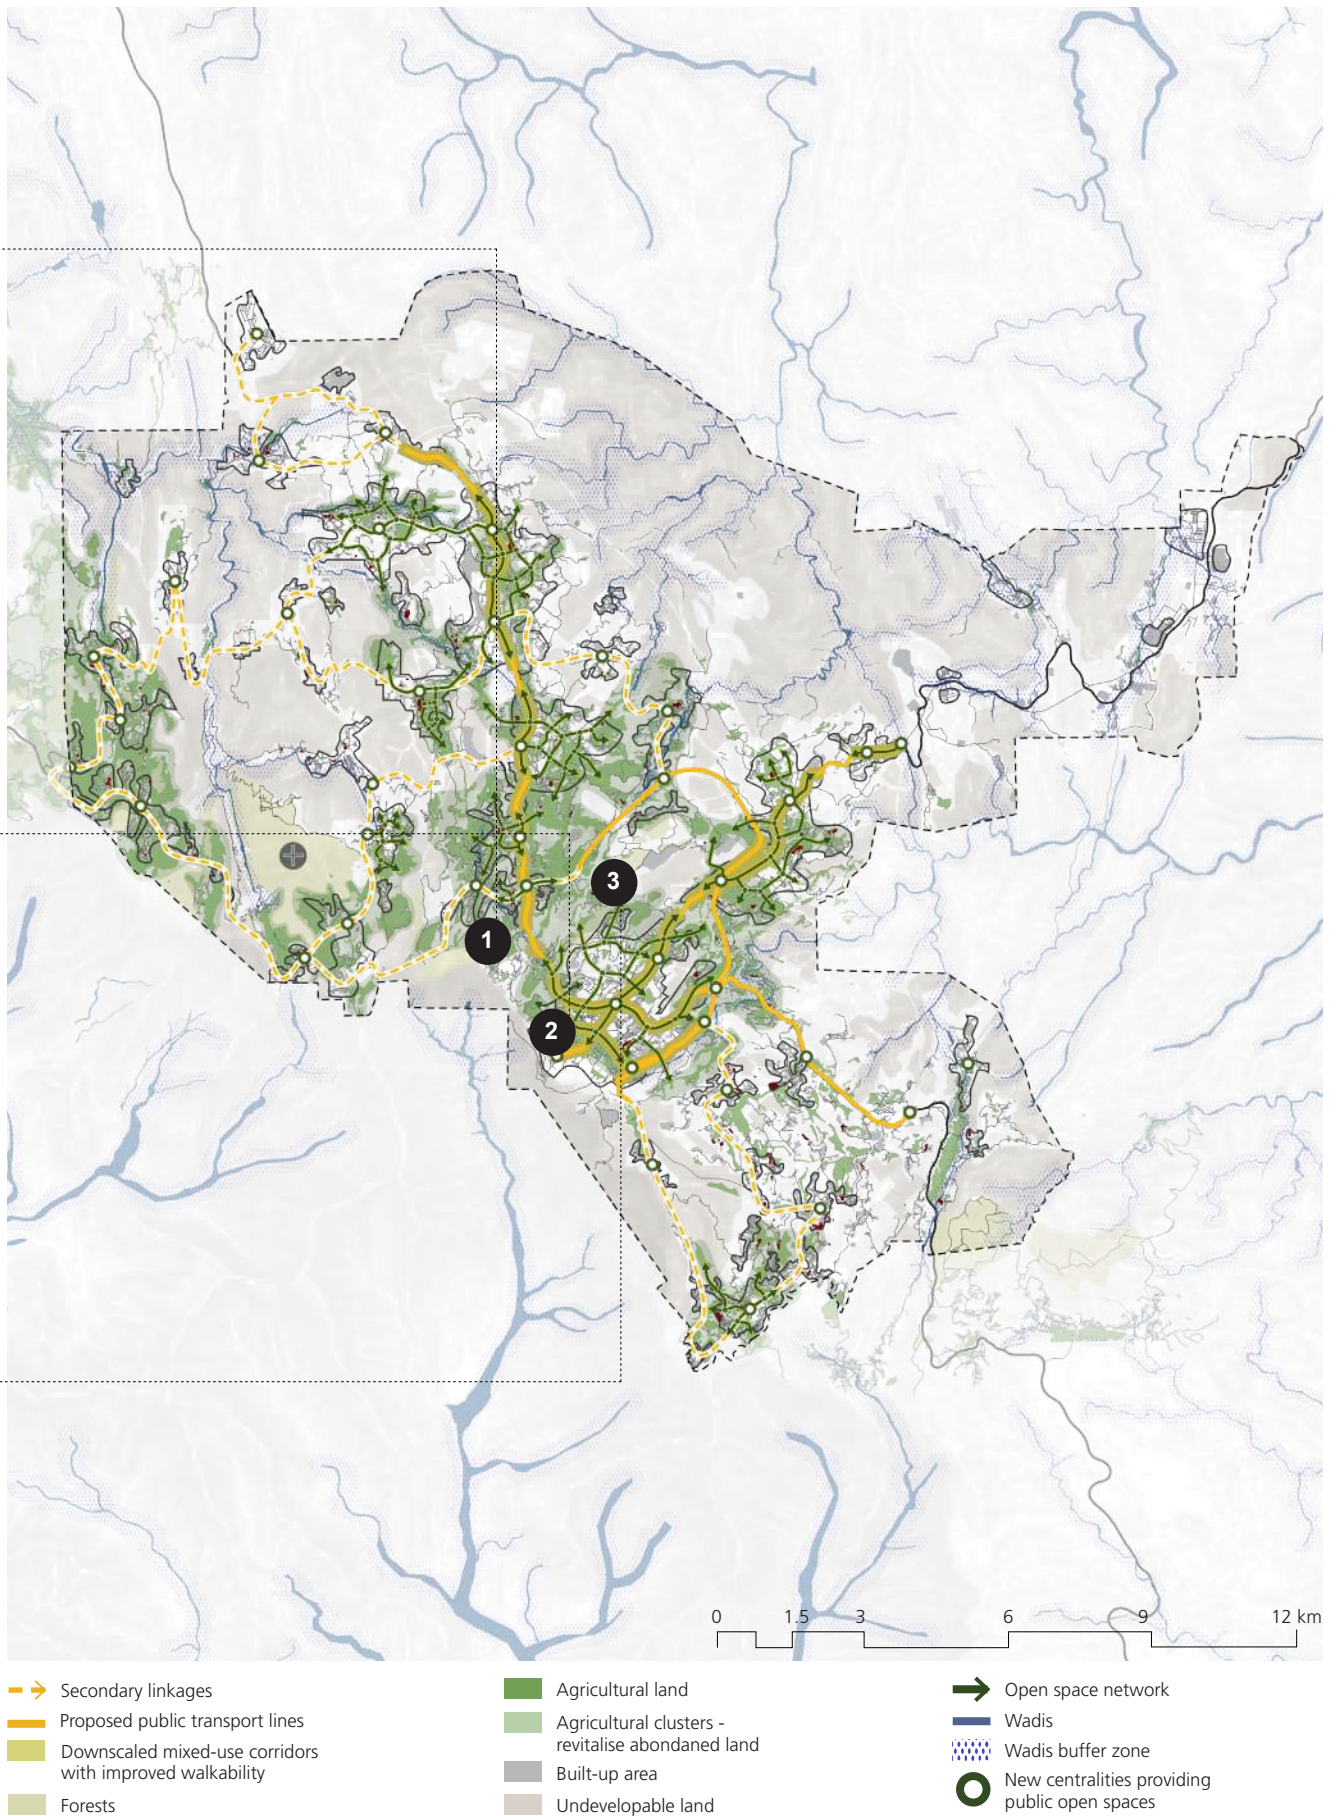 3
1
2
0
1.5
3
6
9
12 km
Secondary linkages
Proposed public transport lines
Downscaled mixed-use corridors
with improved walkability
Forests
Agricultural land
Agricultural clusters -
revitalise abondaned land
Built-up area
Undevelopable land
Open space network
Wadis
Wadis buffer zone
New centralities providing
public open spaces